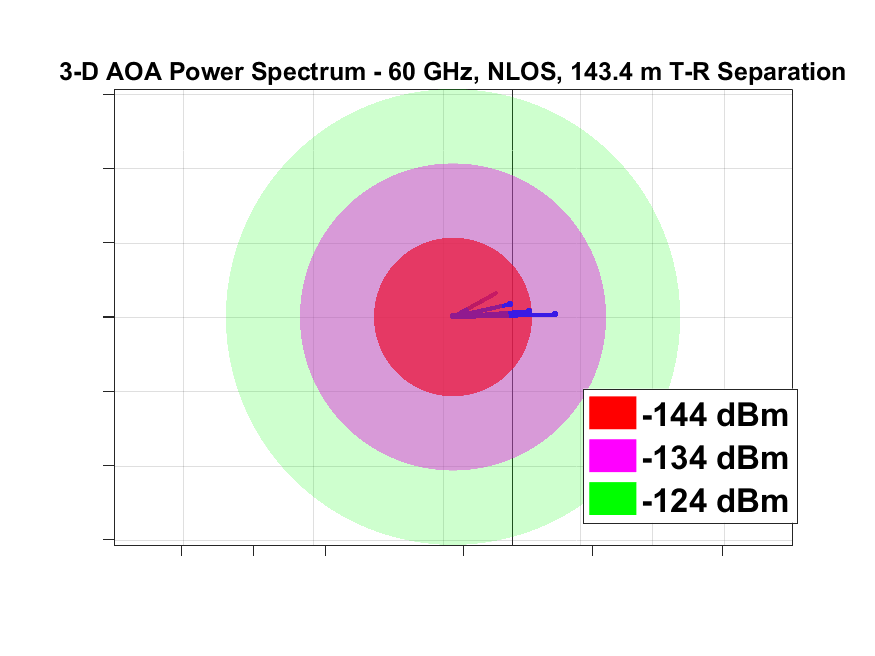 3-D AOA Power Spectrum - 60 GHz, NLOS, 143.4 m T-R Separation
-144 dBm
-134 dBm
-124 dBm